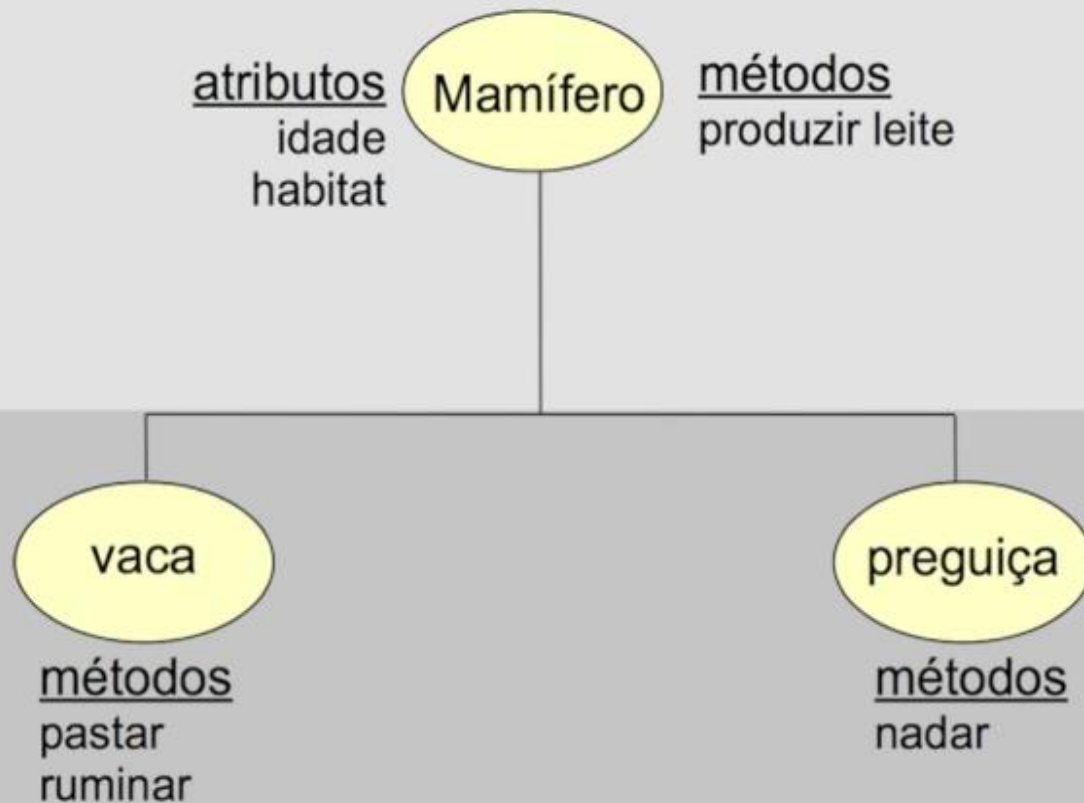 atributos
idade
habitat
Mamífero
métodos
produzir leite
vaca
métodos
pastar
ruminar
preguiça
métodos
nadar